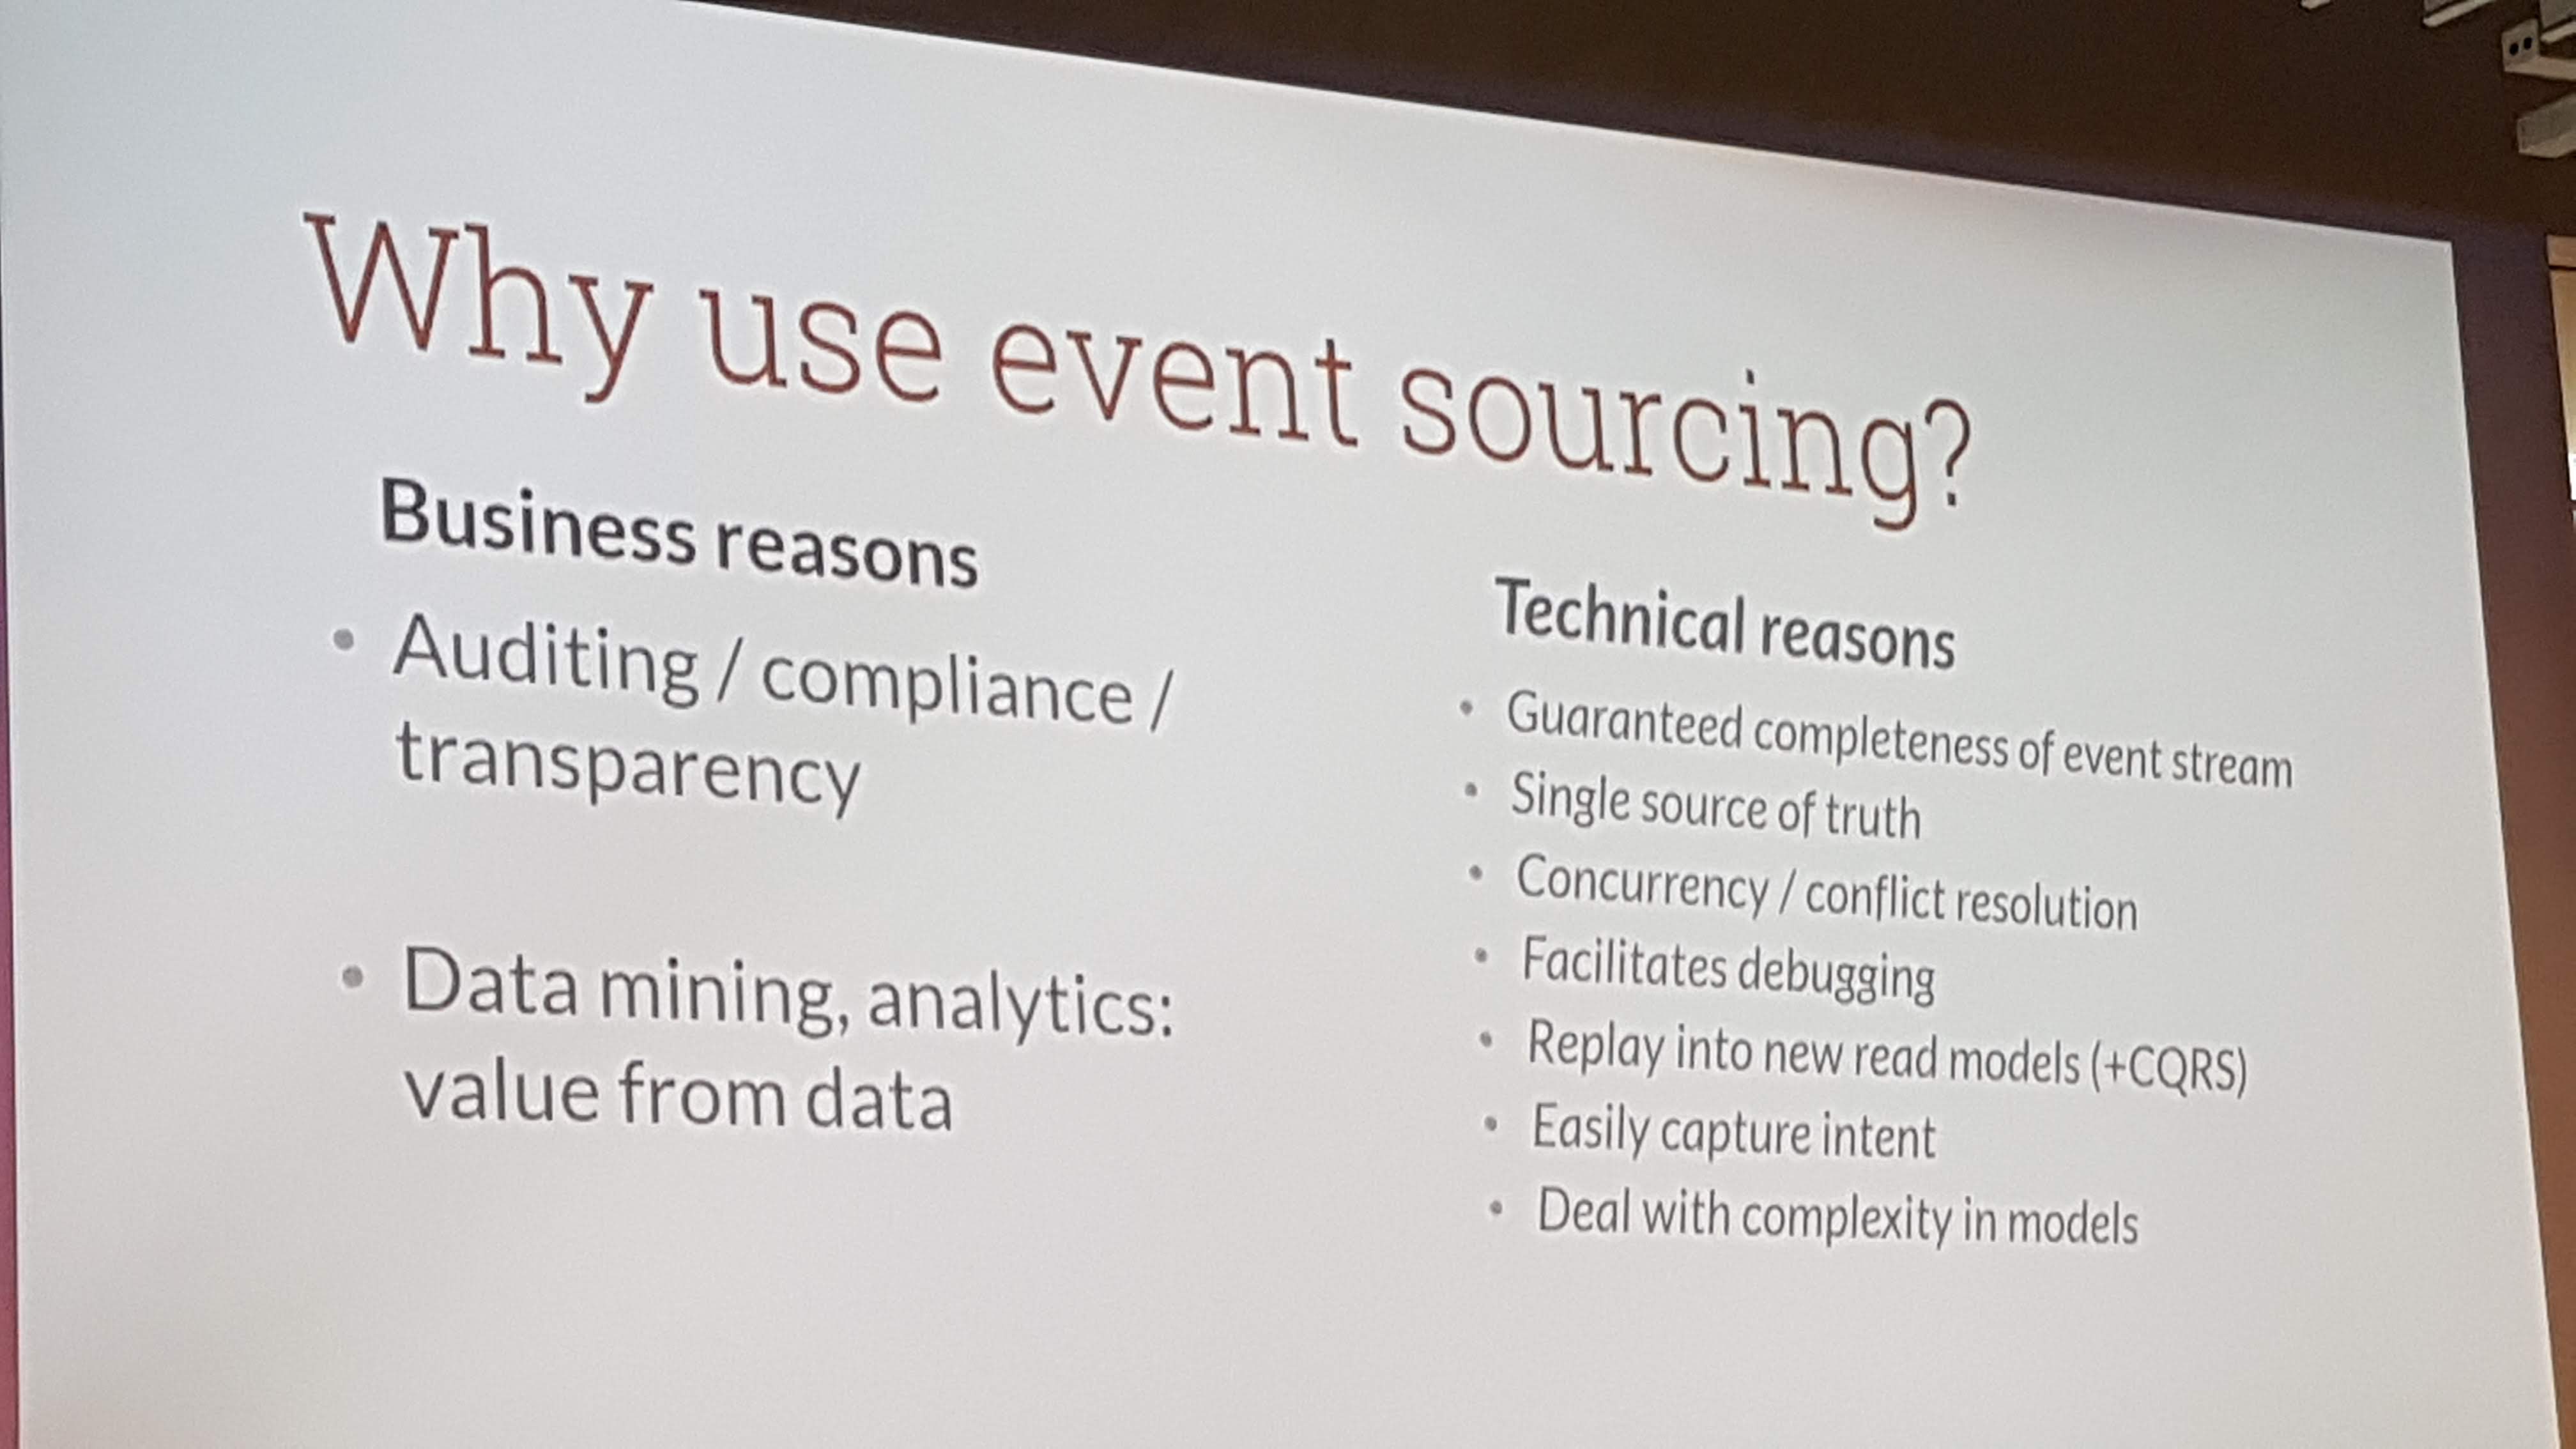 Why use event sourcing?
Business reasons
• Auditing / compliance /
transparency
• Data mining, analytics:
value from data
Technical reasons
• Guaranteed completeness of event stream
• Single source of truth
• Concurrency / conflict resolution
• Facilitates debugging
• Replay into new read models (+CQRS)
• Easily capture intent
• Deal with complexity in models